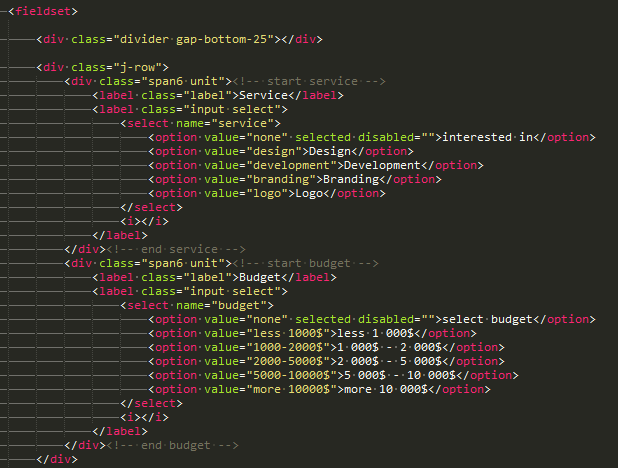 <fieldset>
<div class="divider gap-bottom-25"></div>
<div class="j-row">
<div class="span6 unit"><!-- start service -->
<label class="label">Service</label>
<label class="input select">
<select name="service">
<option value="none" selected disabled="">interested in</option>
<option value="design">Design</option>
<option value="development">Development</option>
<option value="branding">Branding</option>
<option value="logo">Logo</option>
</select>
<i></i>
</label>
</div><!-- end service -->
<div class="span6 unit"><!-- start budget -->
<label class="label">Budget</label>
<label class="input select">
<select name="budget">
<option value="none" selected disabled="">select budget</option>
<option value="less 1000$">less 1 000$</option>
<option value="1000-2000$">1 000$ - 2 000$</option>
<option value="2000-5000$">2 000$ - 5 000$</option>
<option value="5000-10000$">5 000$ - 10 000$</option>
<option value="more 10000$">more 10 000$</option>
</select>
<i></i>
</label>
</div><!-- end budget -->
</div>